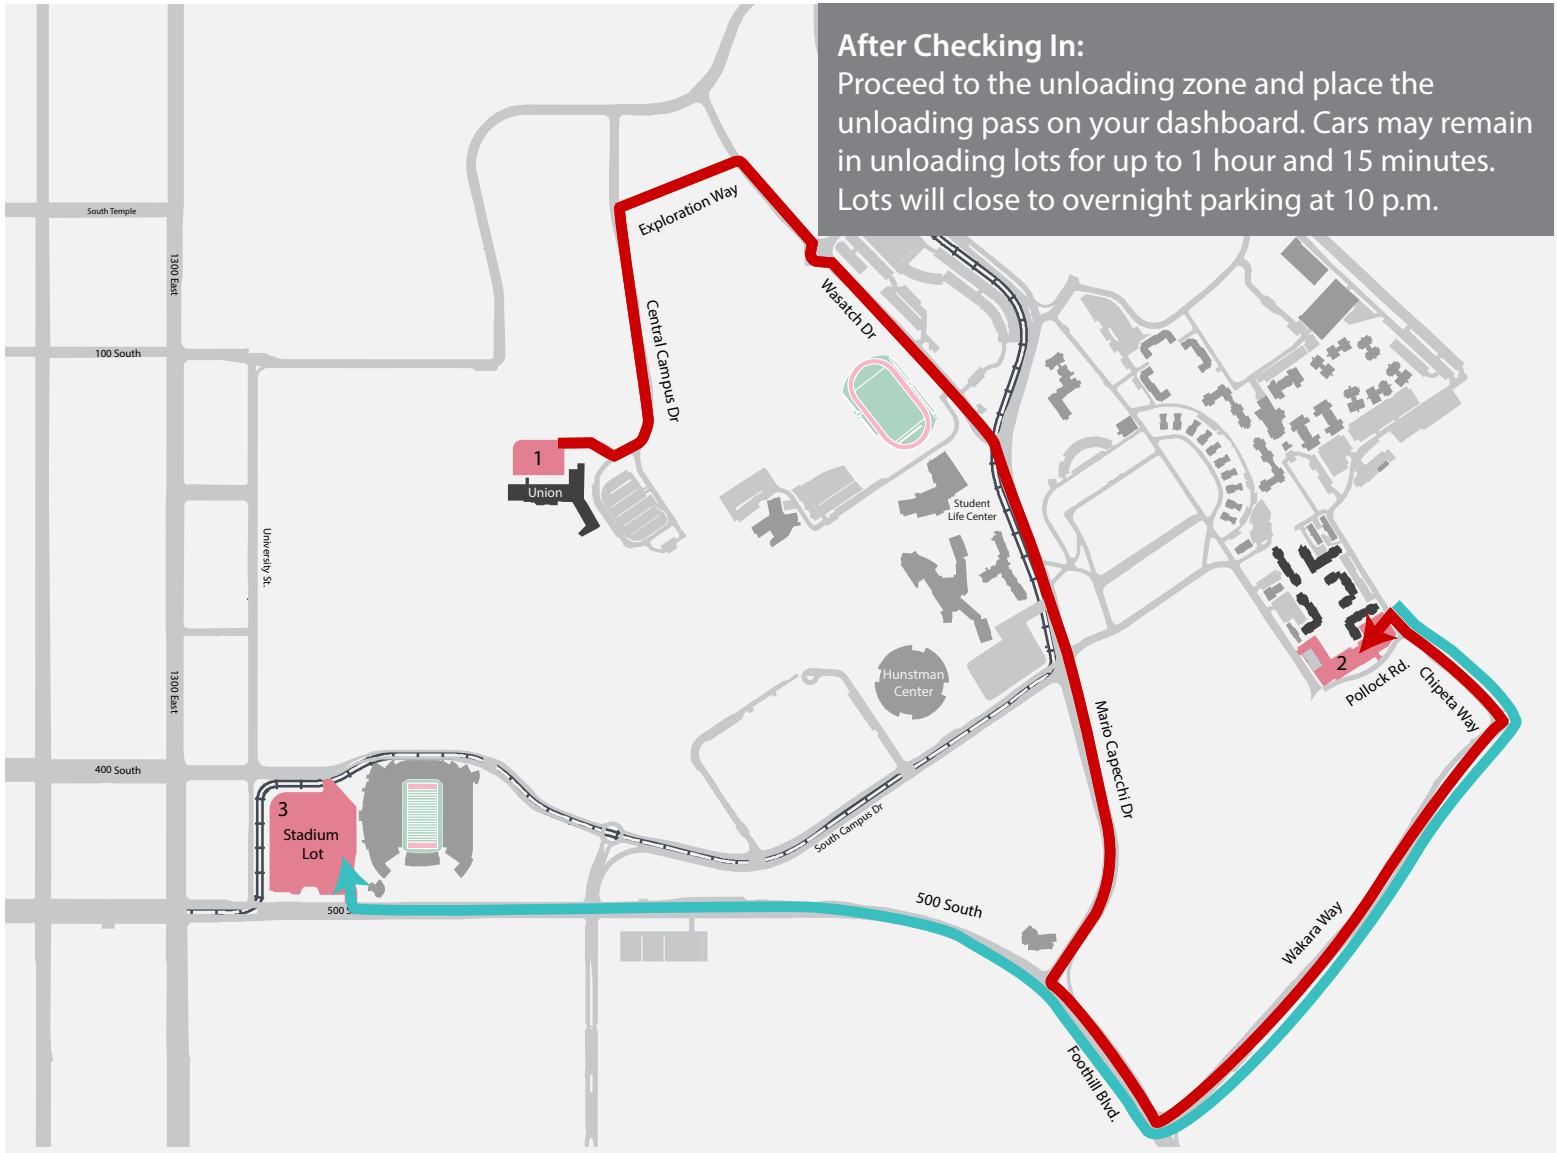 After Checking In:
Proceed to the unloading zone and place the
unloading pass on your dashboard. Cars may remain
in unloading lots for up to 1 hour and 15 minutes.
Lots will close to overnight parking at 10 p.m.
South Temple
Exploration Way
1300 East
Central Campus Dr
Wasatch Dr
100 South
1
Union
Student
Life Center
University St.
2
Pollock Rd.
Chipeta Way
Hunstman
Center
1300 East
Mario Capecchi Dr
400 South
3
Stadium
Lot
South Campus Dr
500 S
500 South
Wakara Way
Foothill Blvd.